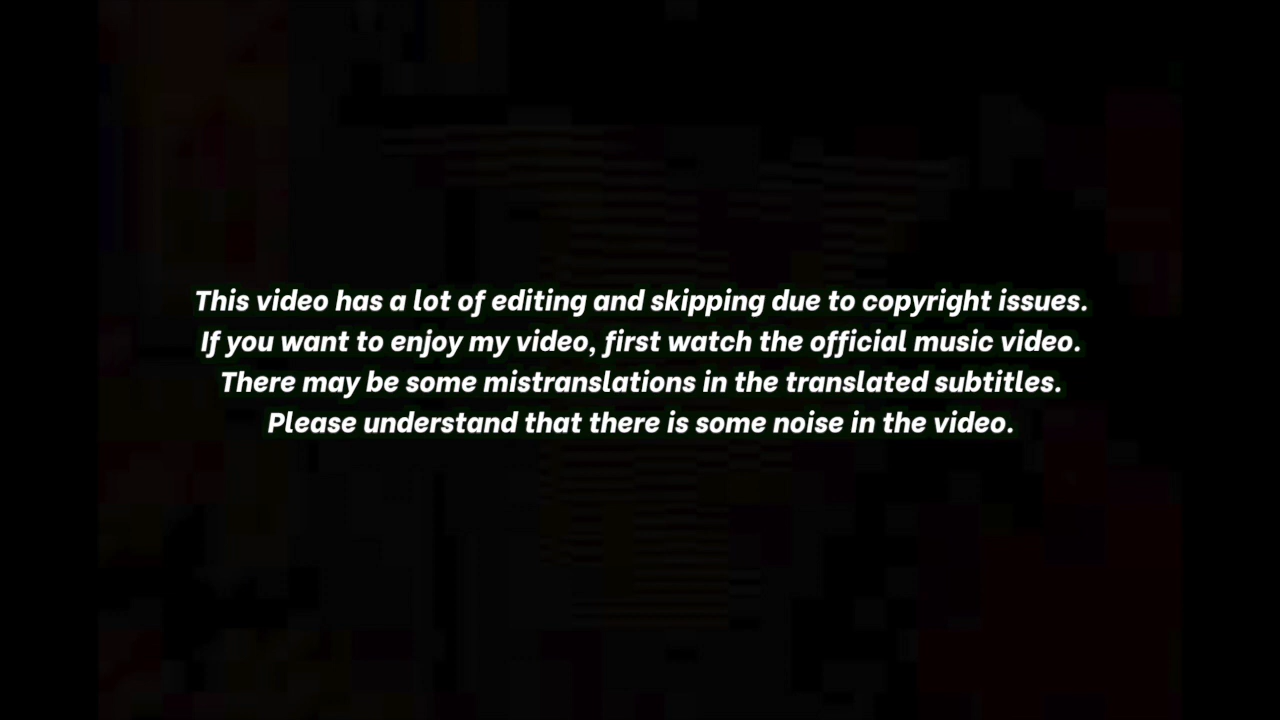 This video has a lot of editing and skipping due to copyright issues.
If you want to enjoy my video, first watch the official music video.
There may be some mistranslations in the translated subtitles.
Please understand that there is some noise in the video.